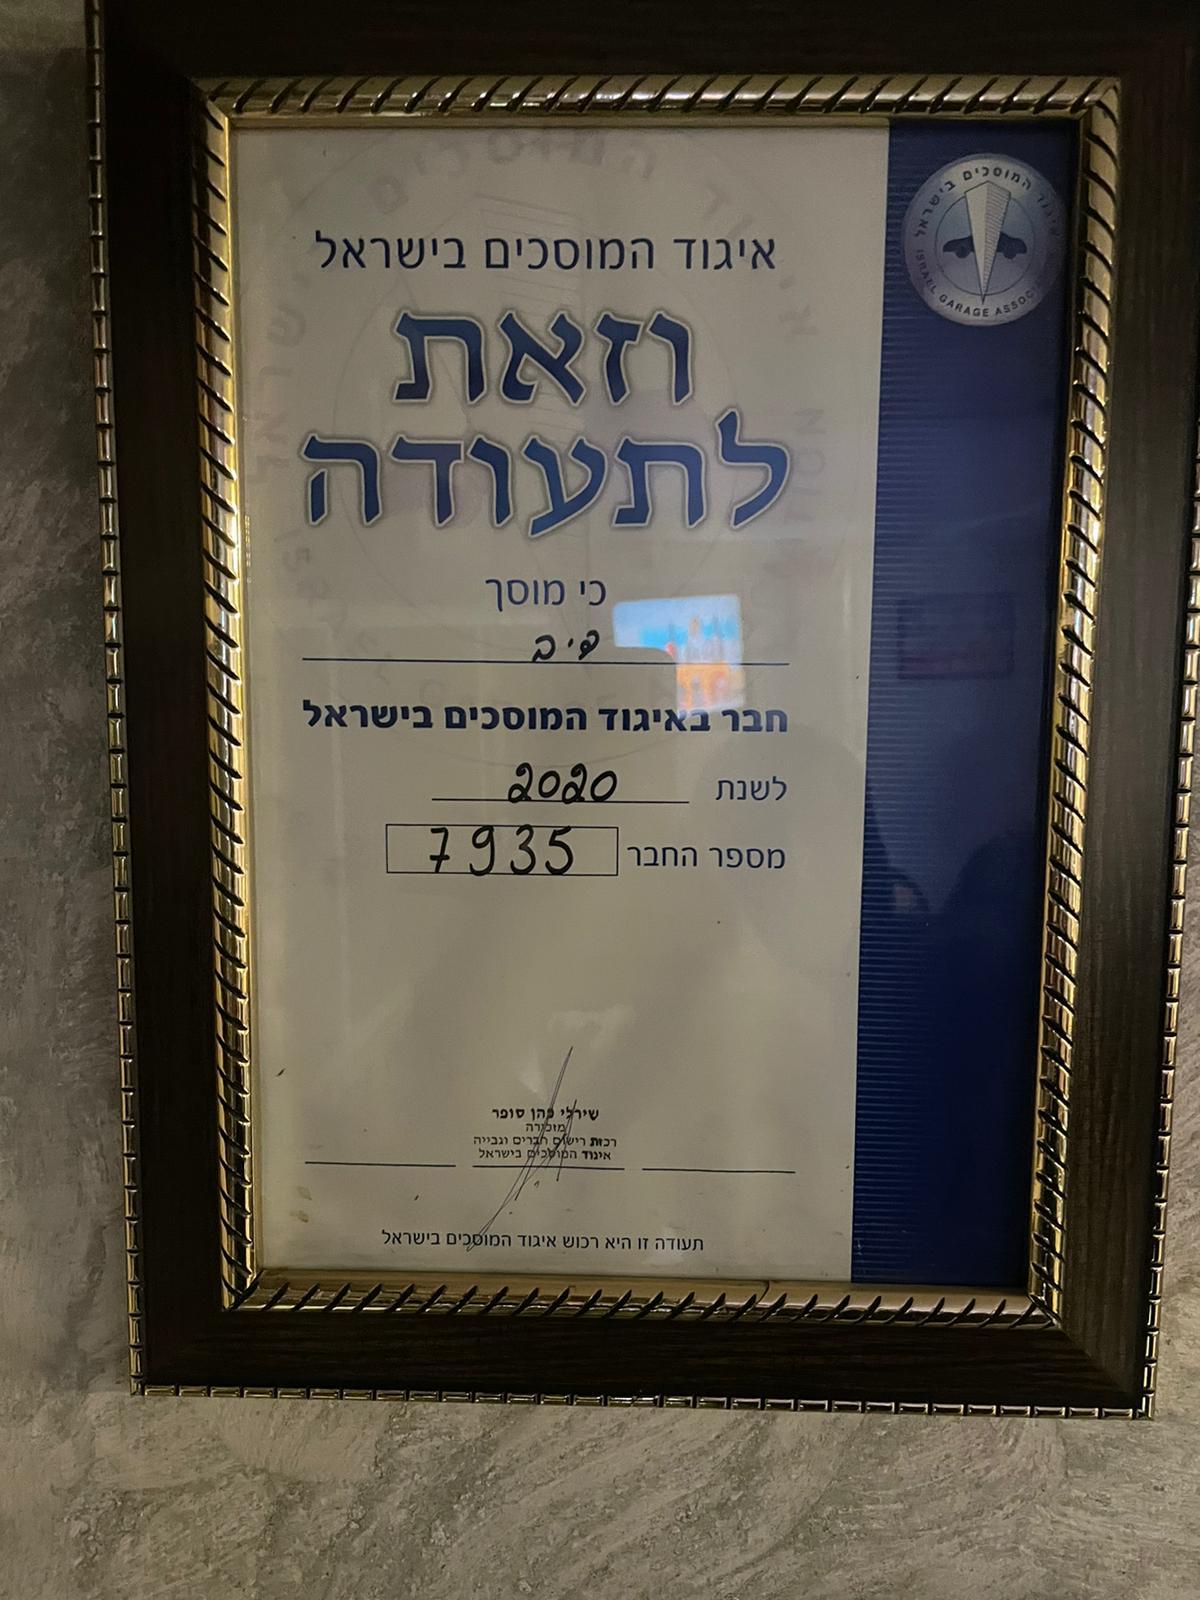 איגוד המוסכים בישראל
ISRAEL GARAGE ASSOC
איגוד המוסכים בישראל
וזאת
לתעודה
כי מוסך
פ.ב
חבר באיגוד המוסכים בישראל
לשנת 2020
מספר החבר 7935
שירלי כהן סופר
מזכירה
רכזת רישום חברים וגבייה
איגוד המוסכים בישראל
תעודה זו היא רכוש איגוד המוסכים בישראל